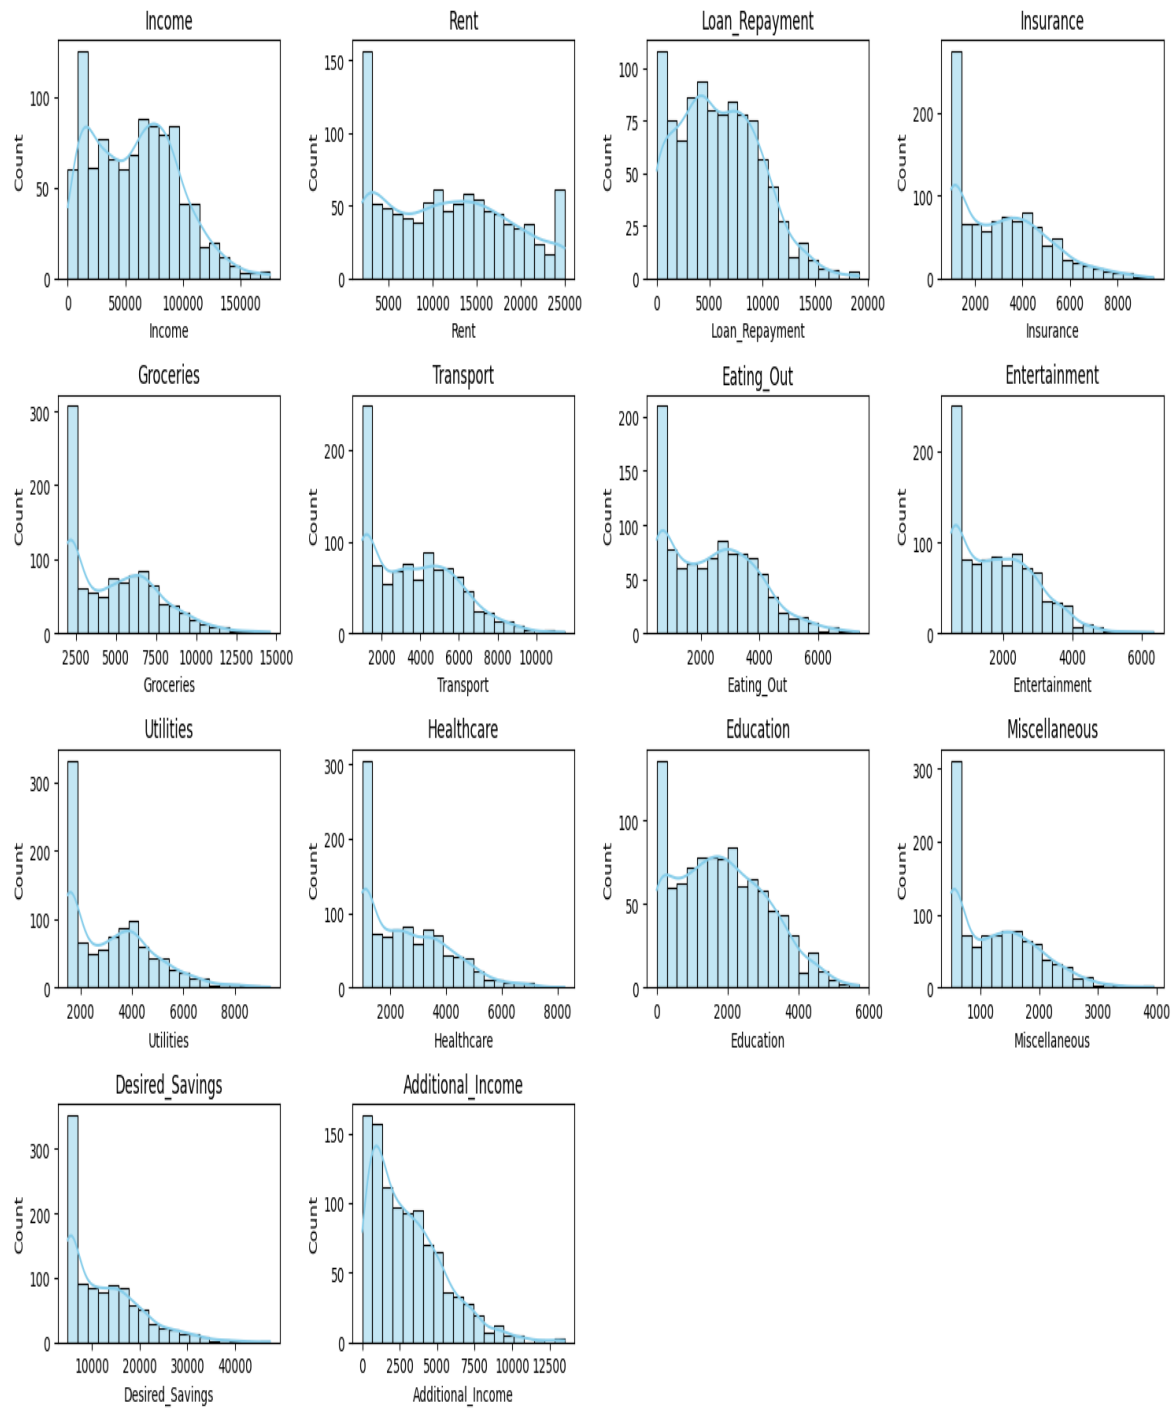 Income Rent Loan_Repayment Insurance
Count Count Count Count
100 150 100 200
50 100 75 100
0 50 50 0
0 25
0
0 50000 100000 150000 5000 10000 15000 20000 25000 0 5000 10000 15000 20000 2000 4000 6000 8000
Income Rent Loan_Repayment Insurance
Groceries Transport Eating_Out Entertainment
Count Count Count Count
300 200 200 200
200 100 150 100
100 0 100 0
0 50
0
2500 5000 7500 10000 12500 15000 2000 4000 6000 8000 10000 2000 4000 6000 2000 4000 6000
Groceries Transport Eating_Out Entertainment
Utilities Healthcare Education Miscellaneous
Count Count Count Count
300 300 100 300
200 200 50 200
100 100 0 100
0 0 0
2000 4000 6000 8000 2000 4000 6000 8000 0 2000 4000 6000 1000 2000 3000 4000
Utilities Healthcare Education Miscellaneous
Desired_Savings Additional_Income
Count Count
300 150
200 100
100 50
0 0
10000 20000 30000 40000 0 2500 5000 7500 10000 12500
Desired_Savings Additional_Income